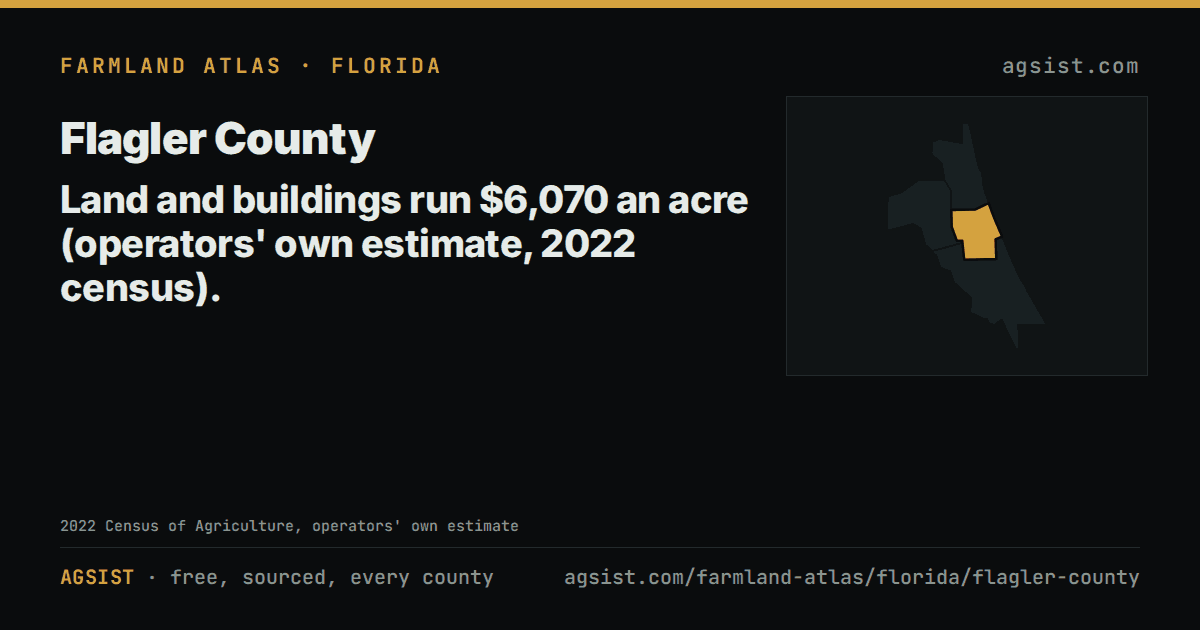 FARMLAND ATLAS · FLORIDA
agsist.com
Flagler County
Land and buildings run $6,070 an acre
(operators' own estimate, 2022
census).
2022 Census of Agriculture, operators' own estimate
AGSIST · free, sourced, every county
agsist.com/farmland-atlas/florida/flagler-county